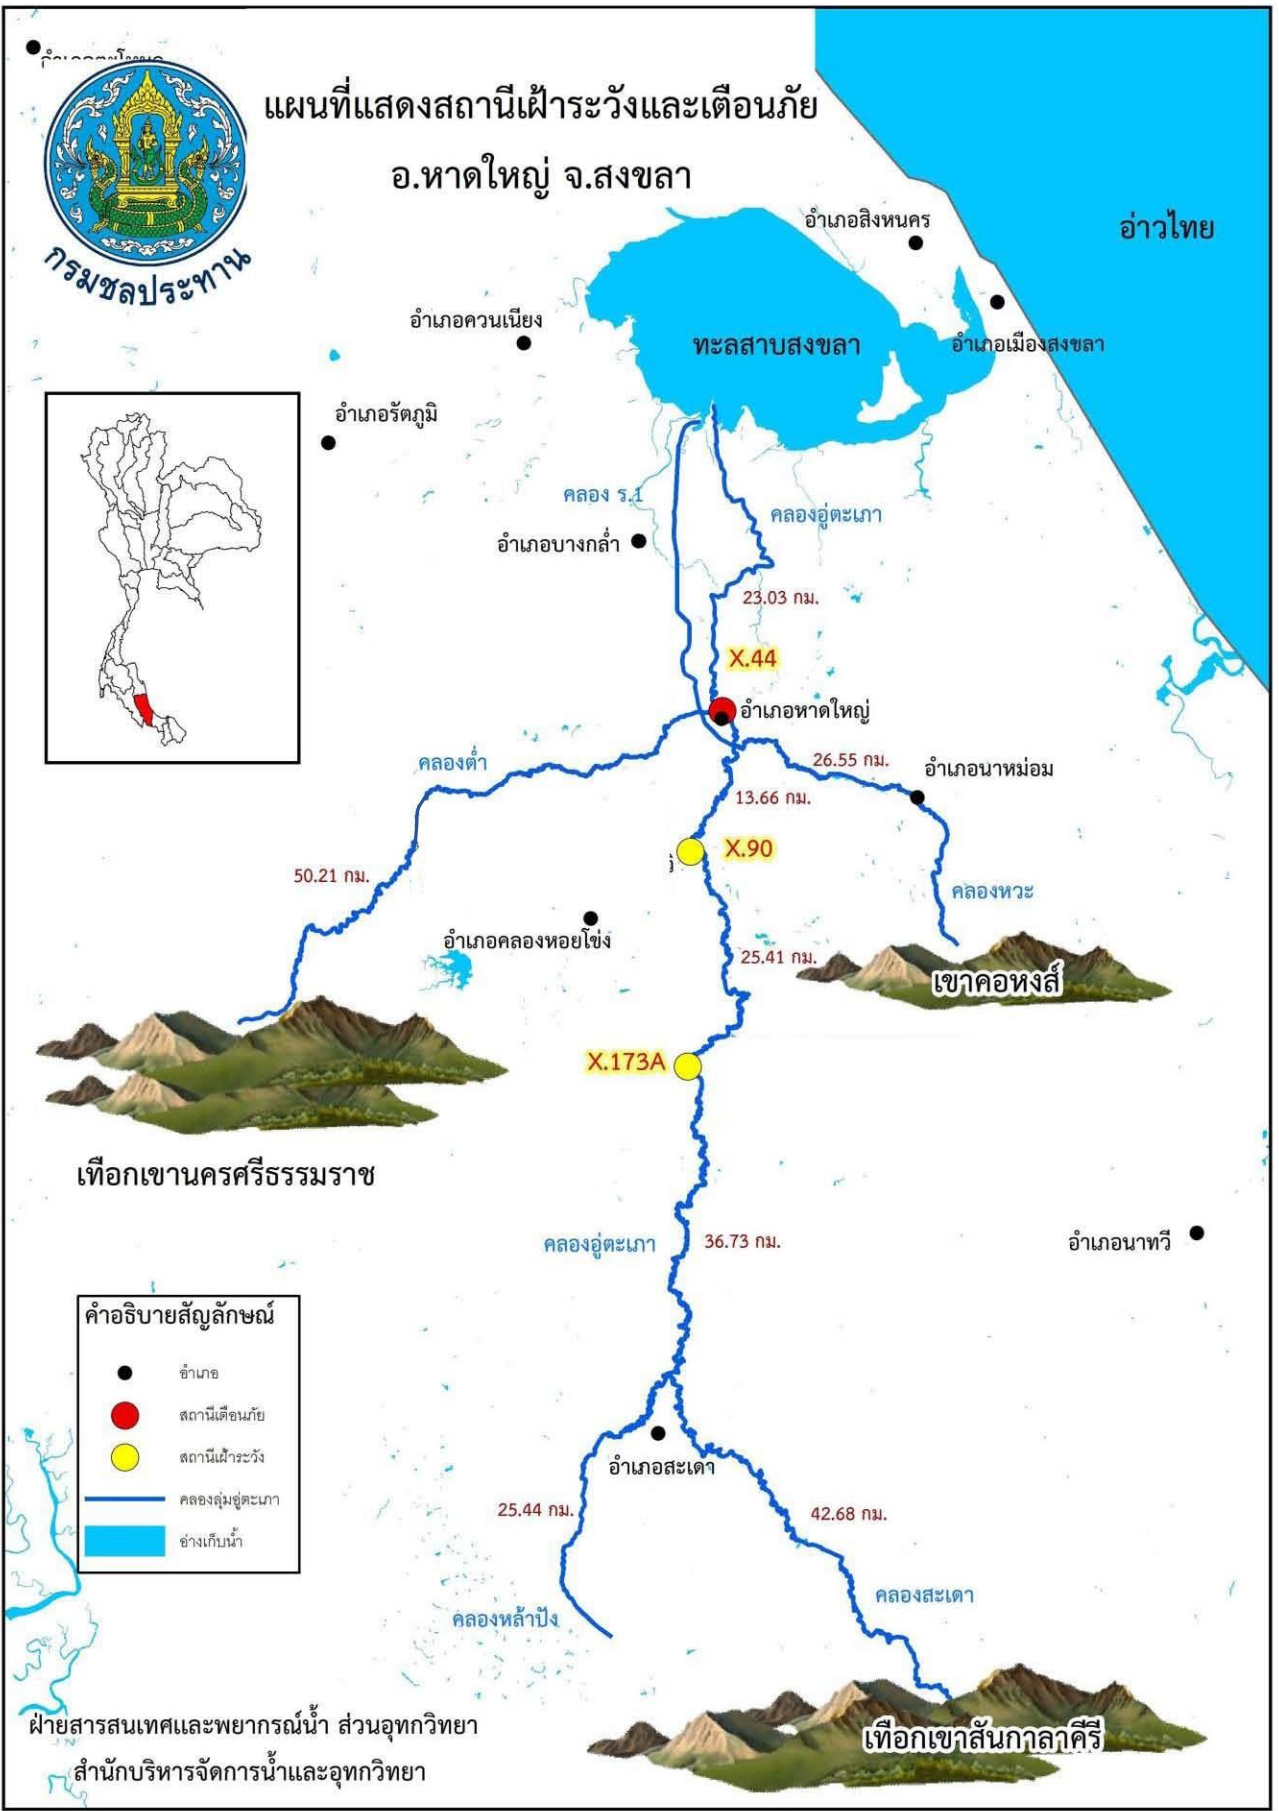 แผนที่แสดงสถานีเฝ้าระวังและเตือนภัย
อ.หาดใหญ่ จ.สงขลา
กรมชลประทาน
อ่าวไทย
อำเภอสิงหนคร
อำเภอควนเนียง
ทะเลสาบสงขลา
อำเภอเมืองสงขลา
อำเภอรัตภูมิ
คลอง ร.1
คลองอู่ตะเภา
อำเภอบางกล่ำ
23.03 กม.
X.44
อำเภอหาดใหญ่
คลองต่ำ
26.55 กม.
อำเภอนาหม่อม
13.66 กม.
X.90
50.21 กม.
คลองหวะ
อำเภอคลองหอยโข่ง
25.41 กม.
เขาคอหงส์
X.173A
เทือกเขานครศรีธรรมราช
คลองอู่ตะเภา
36.73 กม.
อำเภอนาทวี
คำอธิบายสัญลักษณ์
อำเภอ
สถานีเตือนภัย
สถานีเฝ้าระวัง
คลองลุ่มอู่ตะเภา
อ่างเก็บน้ำ
อำเภอสะเดา
25.44 กม.
42.68 กม.
คลองสะเดา
คลองหล้าปัง
เทือกเขาสันกาลาคีรี
ฝ่ายสารสนเทศและพยากรณ์น้ำ ส่วนอุทกวิทยา
สำนักบริหารจัดการน้ำและอุทกวิทยา